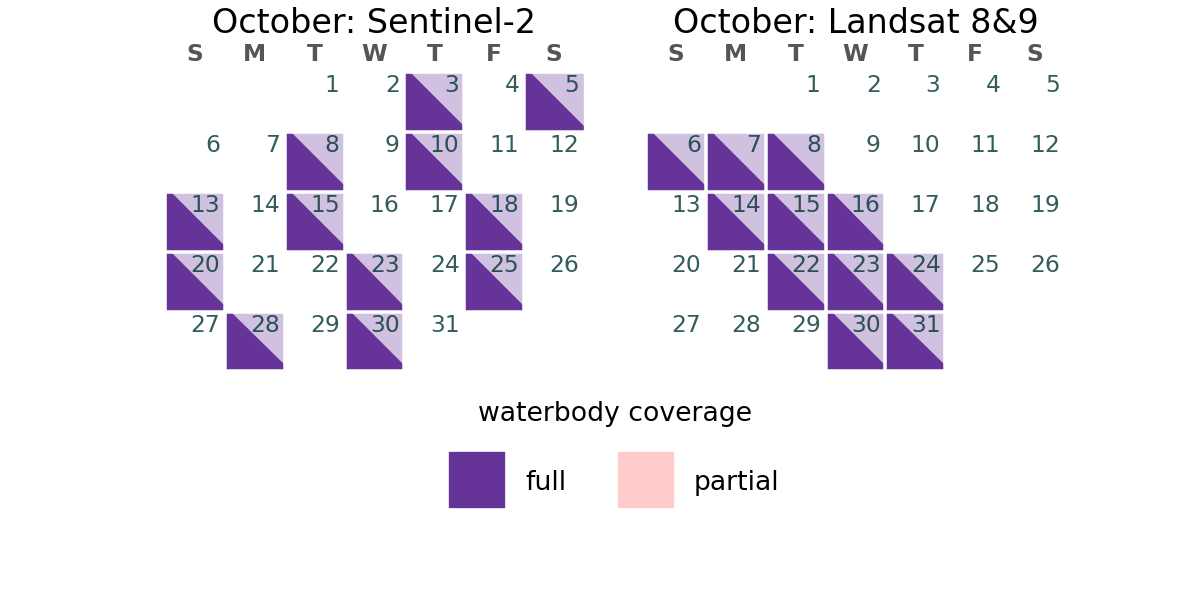 October: Sentinel-2
S M T W T F S
1 2 3 4 5
6 7 8 9 10 11 12
13 14 15 16 17 18 19
20 21 22 23 24 25 26
27 28 29 30 31
October: Landsat 8&9
S M T W T F S
1 2 3 4 5
6 7 8 9 10 11 12
13 14 15 16 17 18 19
20 21 22 23 24 25 26
27 28 29 30 31
waterbody coverage
full partial